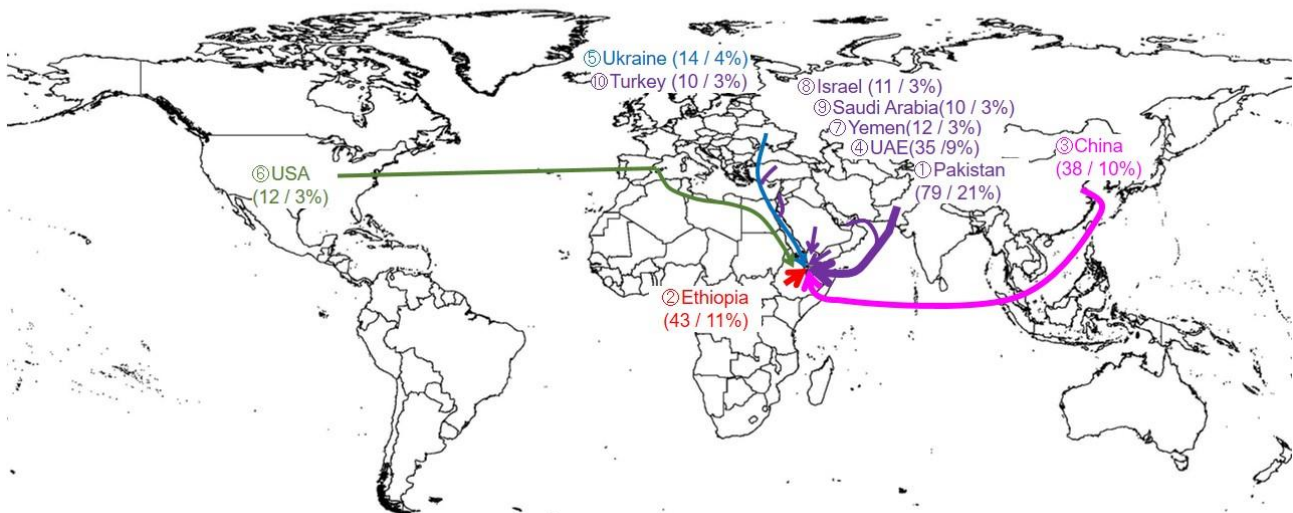 ⑤Ukraine (14 / 4%)
⑩Turkey (10 / 3%)
⑧Israel (11 / 3%)
⑨Saudi Arabia(10 / 3%)
⑦Yemen(12 / 3%)
④UAE(35 /9%)
①Pakistan
(79 / 21%)
③China
(38 / 10%)
⑥USA
(12 / 3%)
②Ethiopia
(43 / 11%)